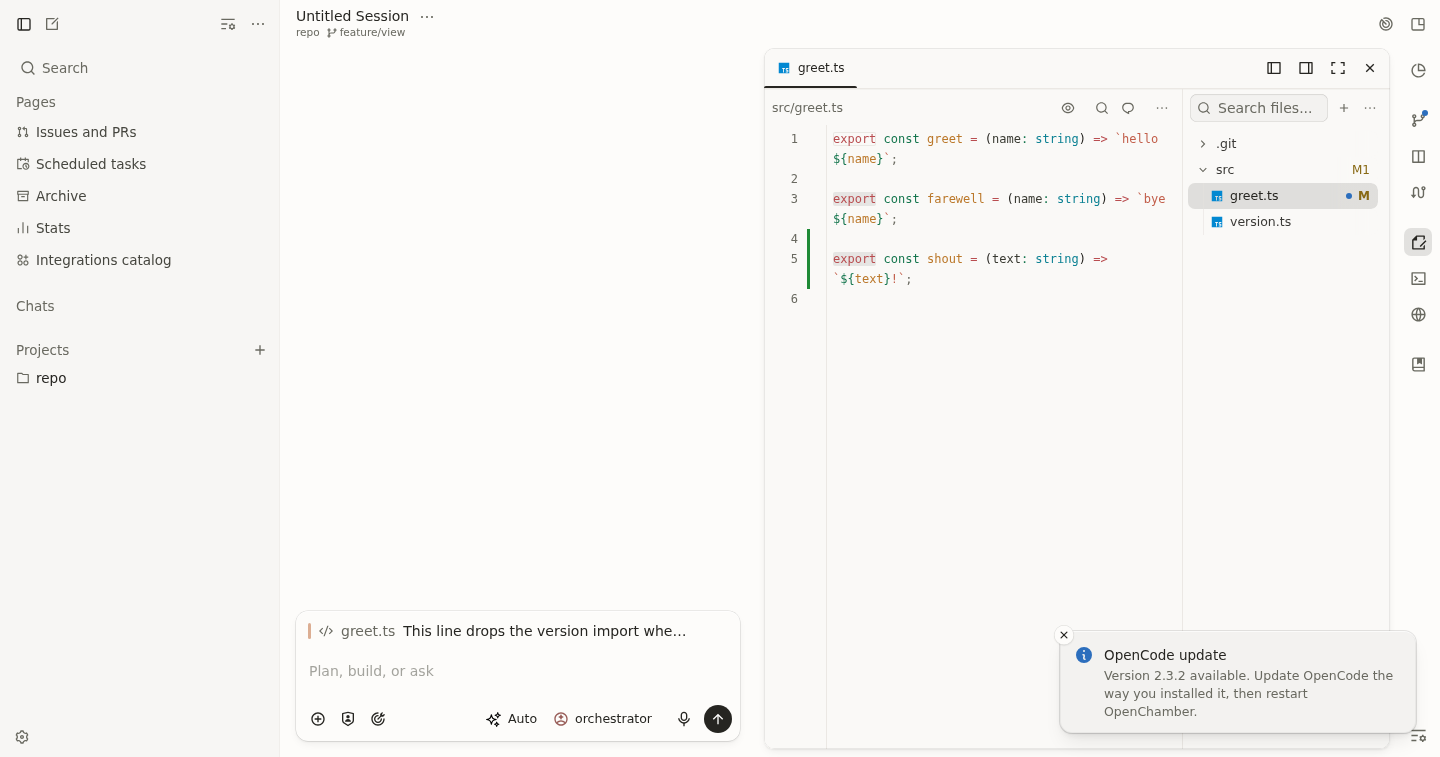 Untitled Session
repo feature/view
Search
Pages
Issues and PRs
Scheduled tasks
Archive
Stats
Integrations catalog
Chats
Projects
repo
greet.ts
src/greet.ts
1 export const greet = (name: string) => `hello
${name}`;
2
3 export const farewell = (name: string) => `bye
${name}`;
4
5 export const shout = (text: string) =>
`${text}!`;
6
Search files...
.git
src M1
greet.ts M
version.ts
greet.ts This line drops the version import whe…
Plan, build, or ask
Auto orchestrator
OpenCode update
Version 2.3.2 available. Update OpenCode the
way you installed it, then restart
OpenChamber.